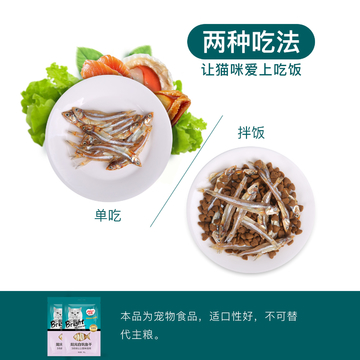 两种吃法
让猫咪爱上吃饭
拌饭
单吃
本品为宠物食品，适口性好，不可替
代主粮。